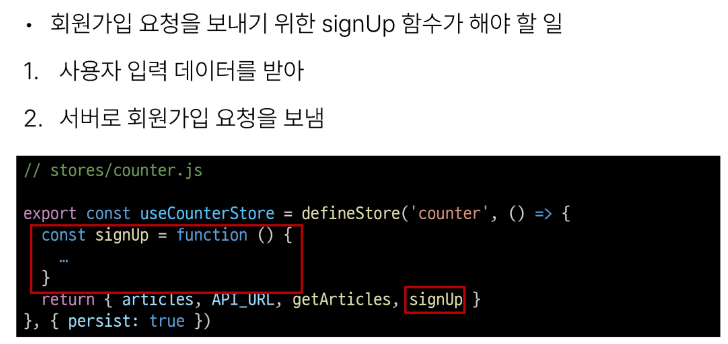 • 회원가입 요청을 보내기 위한 signUp 함수가 해야 할 일
1. 사용자 입력 데이터를 받아
2. 서버로 회원가입 요청을 보냄
// stores/counter.js
export const useCounterStore = defineStore('counter', () => {
const signUp = function () {
…
}
return { articles, API_URL, getArticles, signUp }
}, { persist: true })